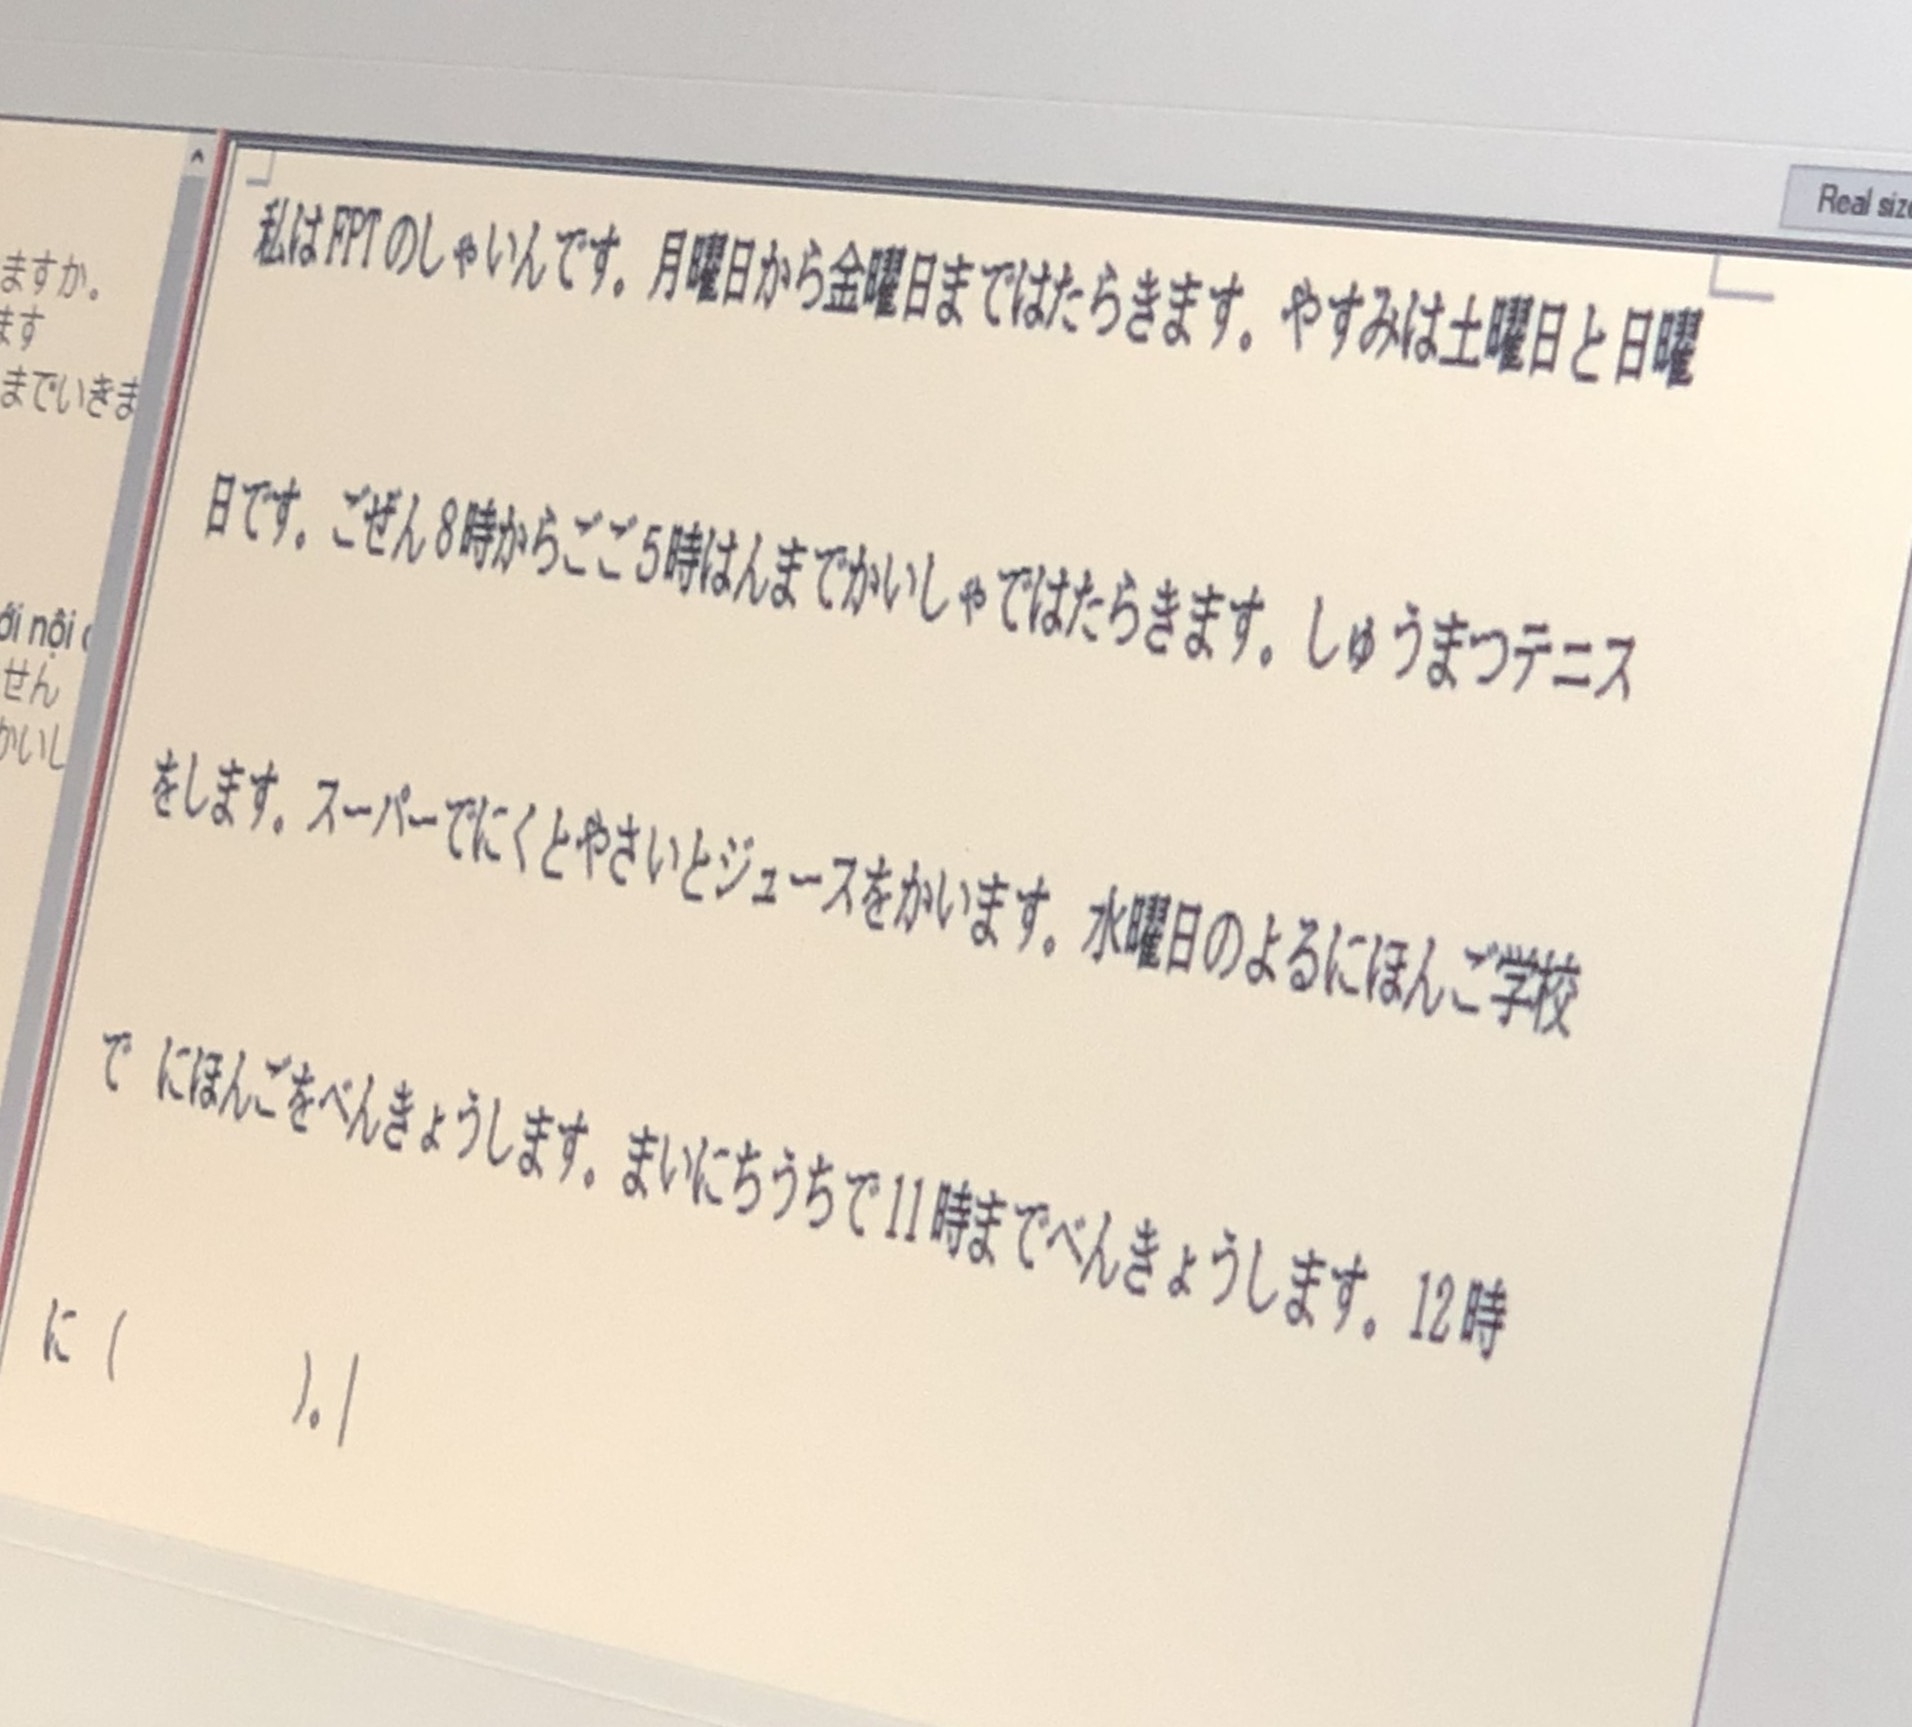 Real size
ますか。
ます
までいきま
ới nội
せん
かいし
私はFPTのしゃいんです。月曜日から金曜日まではたらきます。やすみは土曜日と日曜
日です。ごぜん8時からごご5時はんまでかいしゃではたらきます。しゅうまつテニス
をします。スーパーでにくとやさいとジュースをかいます。水曜日のよるにほんご学校
で にほんごをべんきょうします。まいにちうちで11時までべんきょうします。12時
に ( )。